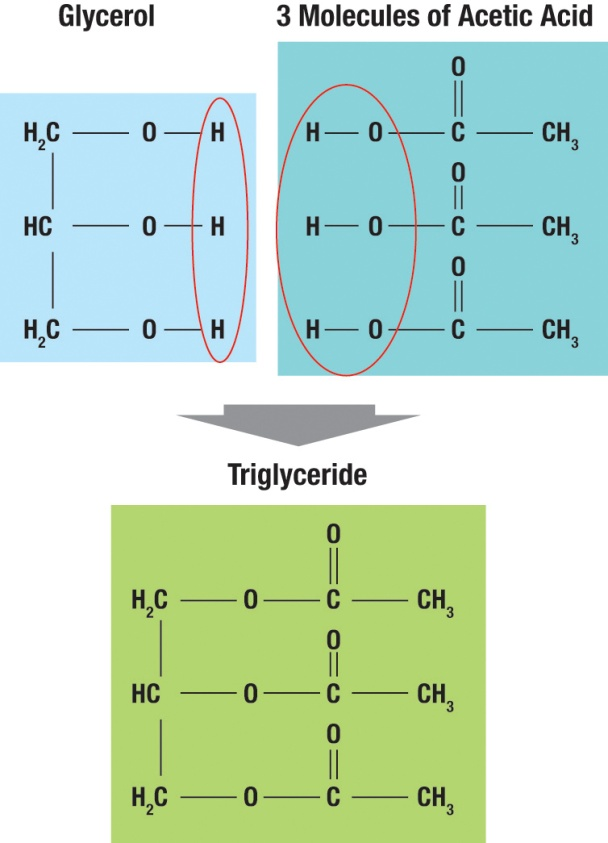 Glycerol
3 Molecules of Acetic Acid
O
H₂C O H
H O C CH₃
O
HC O H
H O C CH₃
O
H₂C O H
H O C CH₃
Triglyceride
O
H₂C O C CH₃
O
HC O C CH₃
O
H₂C O C CH₃